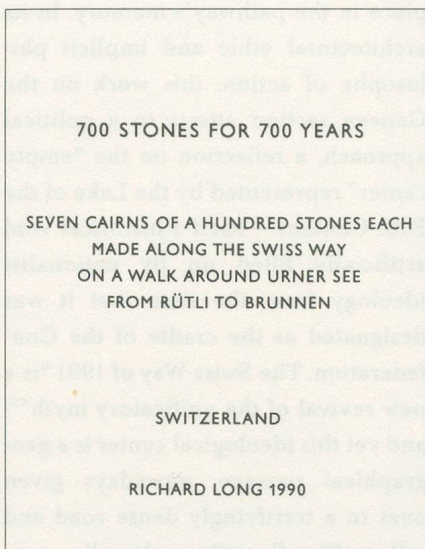 700 STONES FOR 700 YEARS
SEVEN CAIRNS OF A HUNDRED STONES EACH
MADE ALONG THE SWISS WAY
ON A WALK AROUND URNER SEE
FROM RÜTLI TO BRUNNEN
SWITZERLAND
RICHARD LONG 1990